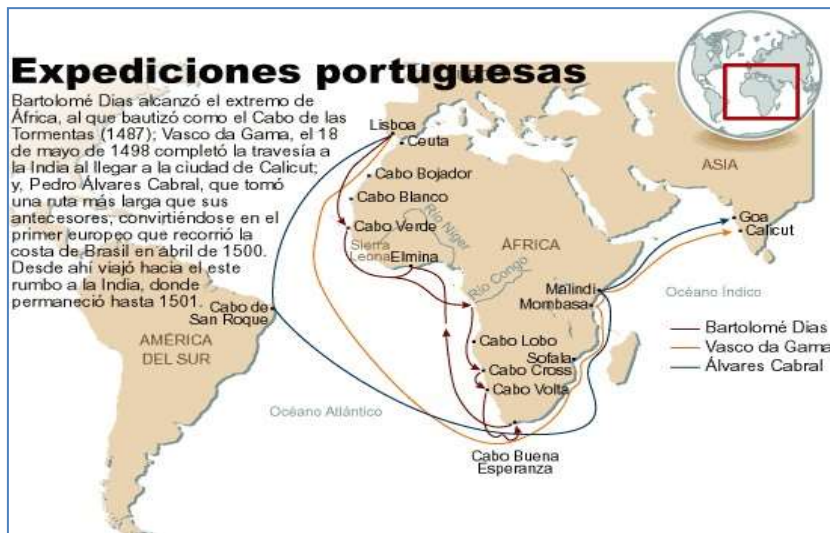 Expediciones portuguesas
Bartolomé Dias alcanzó el extremo de
África, al que bautizó como el Cabo de las
Tormentas (1487); Vasco da Gama, el 18
de mayo de 1498 completó la travesía a
la India al llegar a la ciudad de Calicut;
y, Pedro Álvares Cabral, que tomó
una ruta más larga que sus
antecesores, convirtiéndose en el
primer europeo que recorrió la
costa de Brasil en abril de 1500.
Desde ahí viajó hacia el este
rumbo a la India, donde
permaneció hasta 1501.
Lisboa
Ceuta
Cabo Bojador
Cabo Blanco
Cabo Verde
Río Níger
Sierra
Leona
Elmina
ÁFRICA
Río Congo
ASIA
Goa
Calicut
Malindi
Mombasa
Océano Índico
Cabo de
San Roque
AMÉRICA
DEL SUR
Cabo Lobo
Sofala
Cabo Cross
Cabo Volta
Océano Atlántico
Cabo Buena
Esperanza
Bartolomé Dias
Vasco da Gama
Álvares Cabral